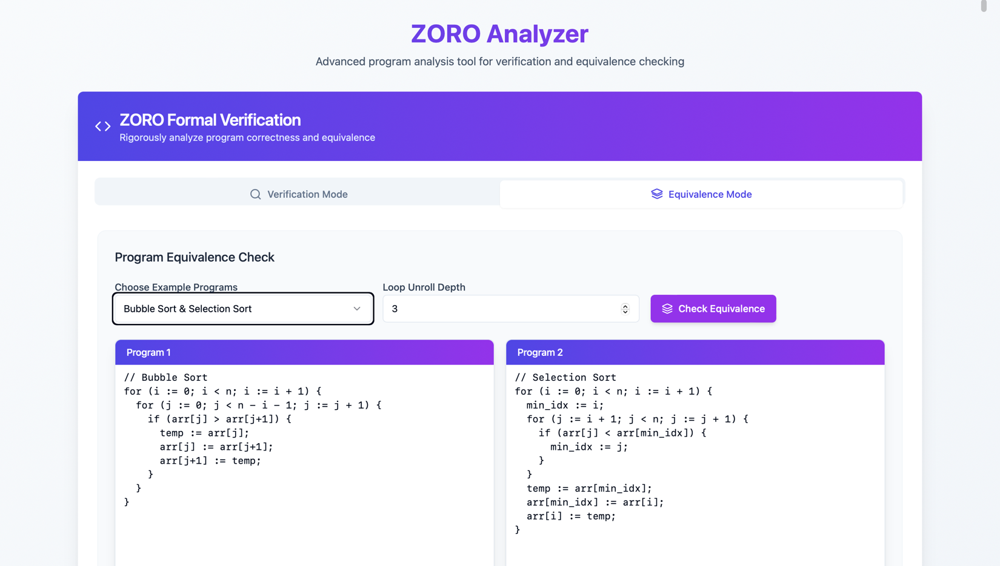 ZORO Analyzer
Advanced program analysis tool for verification and equivalence checking
ZORO Formal Verification
Rigorously analyze program correctness and equivalence
Verification Mode
Equivalence Mode
Program Equivalence Check
Choose Example Programs
Bubble Sort & Selection Sort
Loop Unroll Depth
3
Check Equivalence
Program 1
// Bubble Sort
for (i := 0; i < n; i := i + 1) {
  for (j := 0; j < n - i - 1; j := j + 1) {
    if (arr[j] > arr[j+1]) {
      temp := arr[j];
      arr[j] := arr[j+1];
      arr[j+1] := temp;
    }
  }
}
Program 2
// Selection Sort
for (i := 0; i < n; i := i + 1) {
  min_idx := i;
  for (j := i + 1; j < n; j := j + 1) {
    if (arr[j] < arr[min_idx]) {
      min_idx := j;
    }
  }
  temp := arr[min_idx];
  arr[min_idx] := arr[i];
  arr[i] := temp;
}